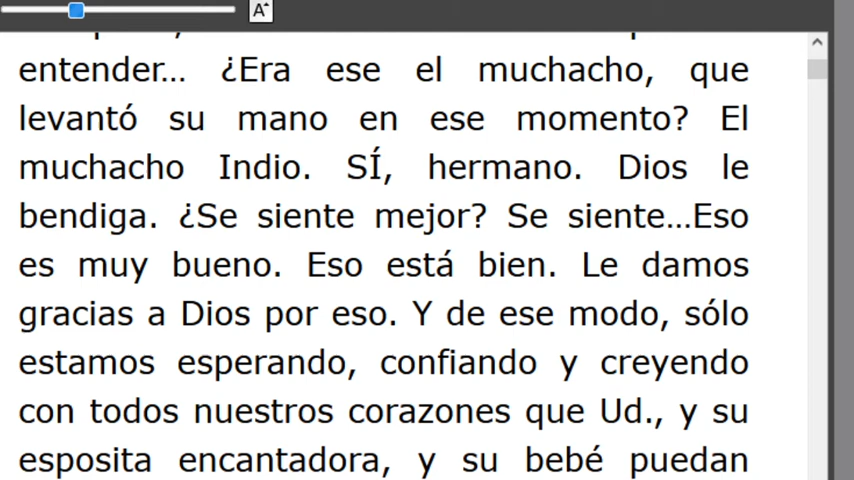 A
entender... ¿Era ese el muchacho, que
levantó su mano en ese momento? El
muchacho Indio. SÍ, hermano. Dios le
bendiga. ¿Se siente mejor? Se siente...Eso
es muy bueno. Eso está bien. Le damos
gracias a Dios por eso. Y de ese modo, sólo
estamos esperando, confiando y creyendo
con todos nuestros corazones que Ud., y su
esposita encantadora, y su bebé puedan